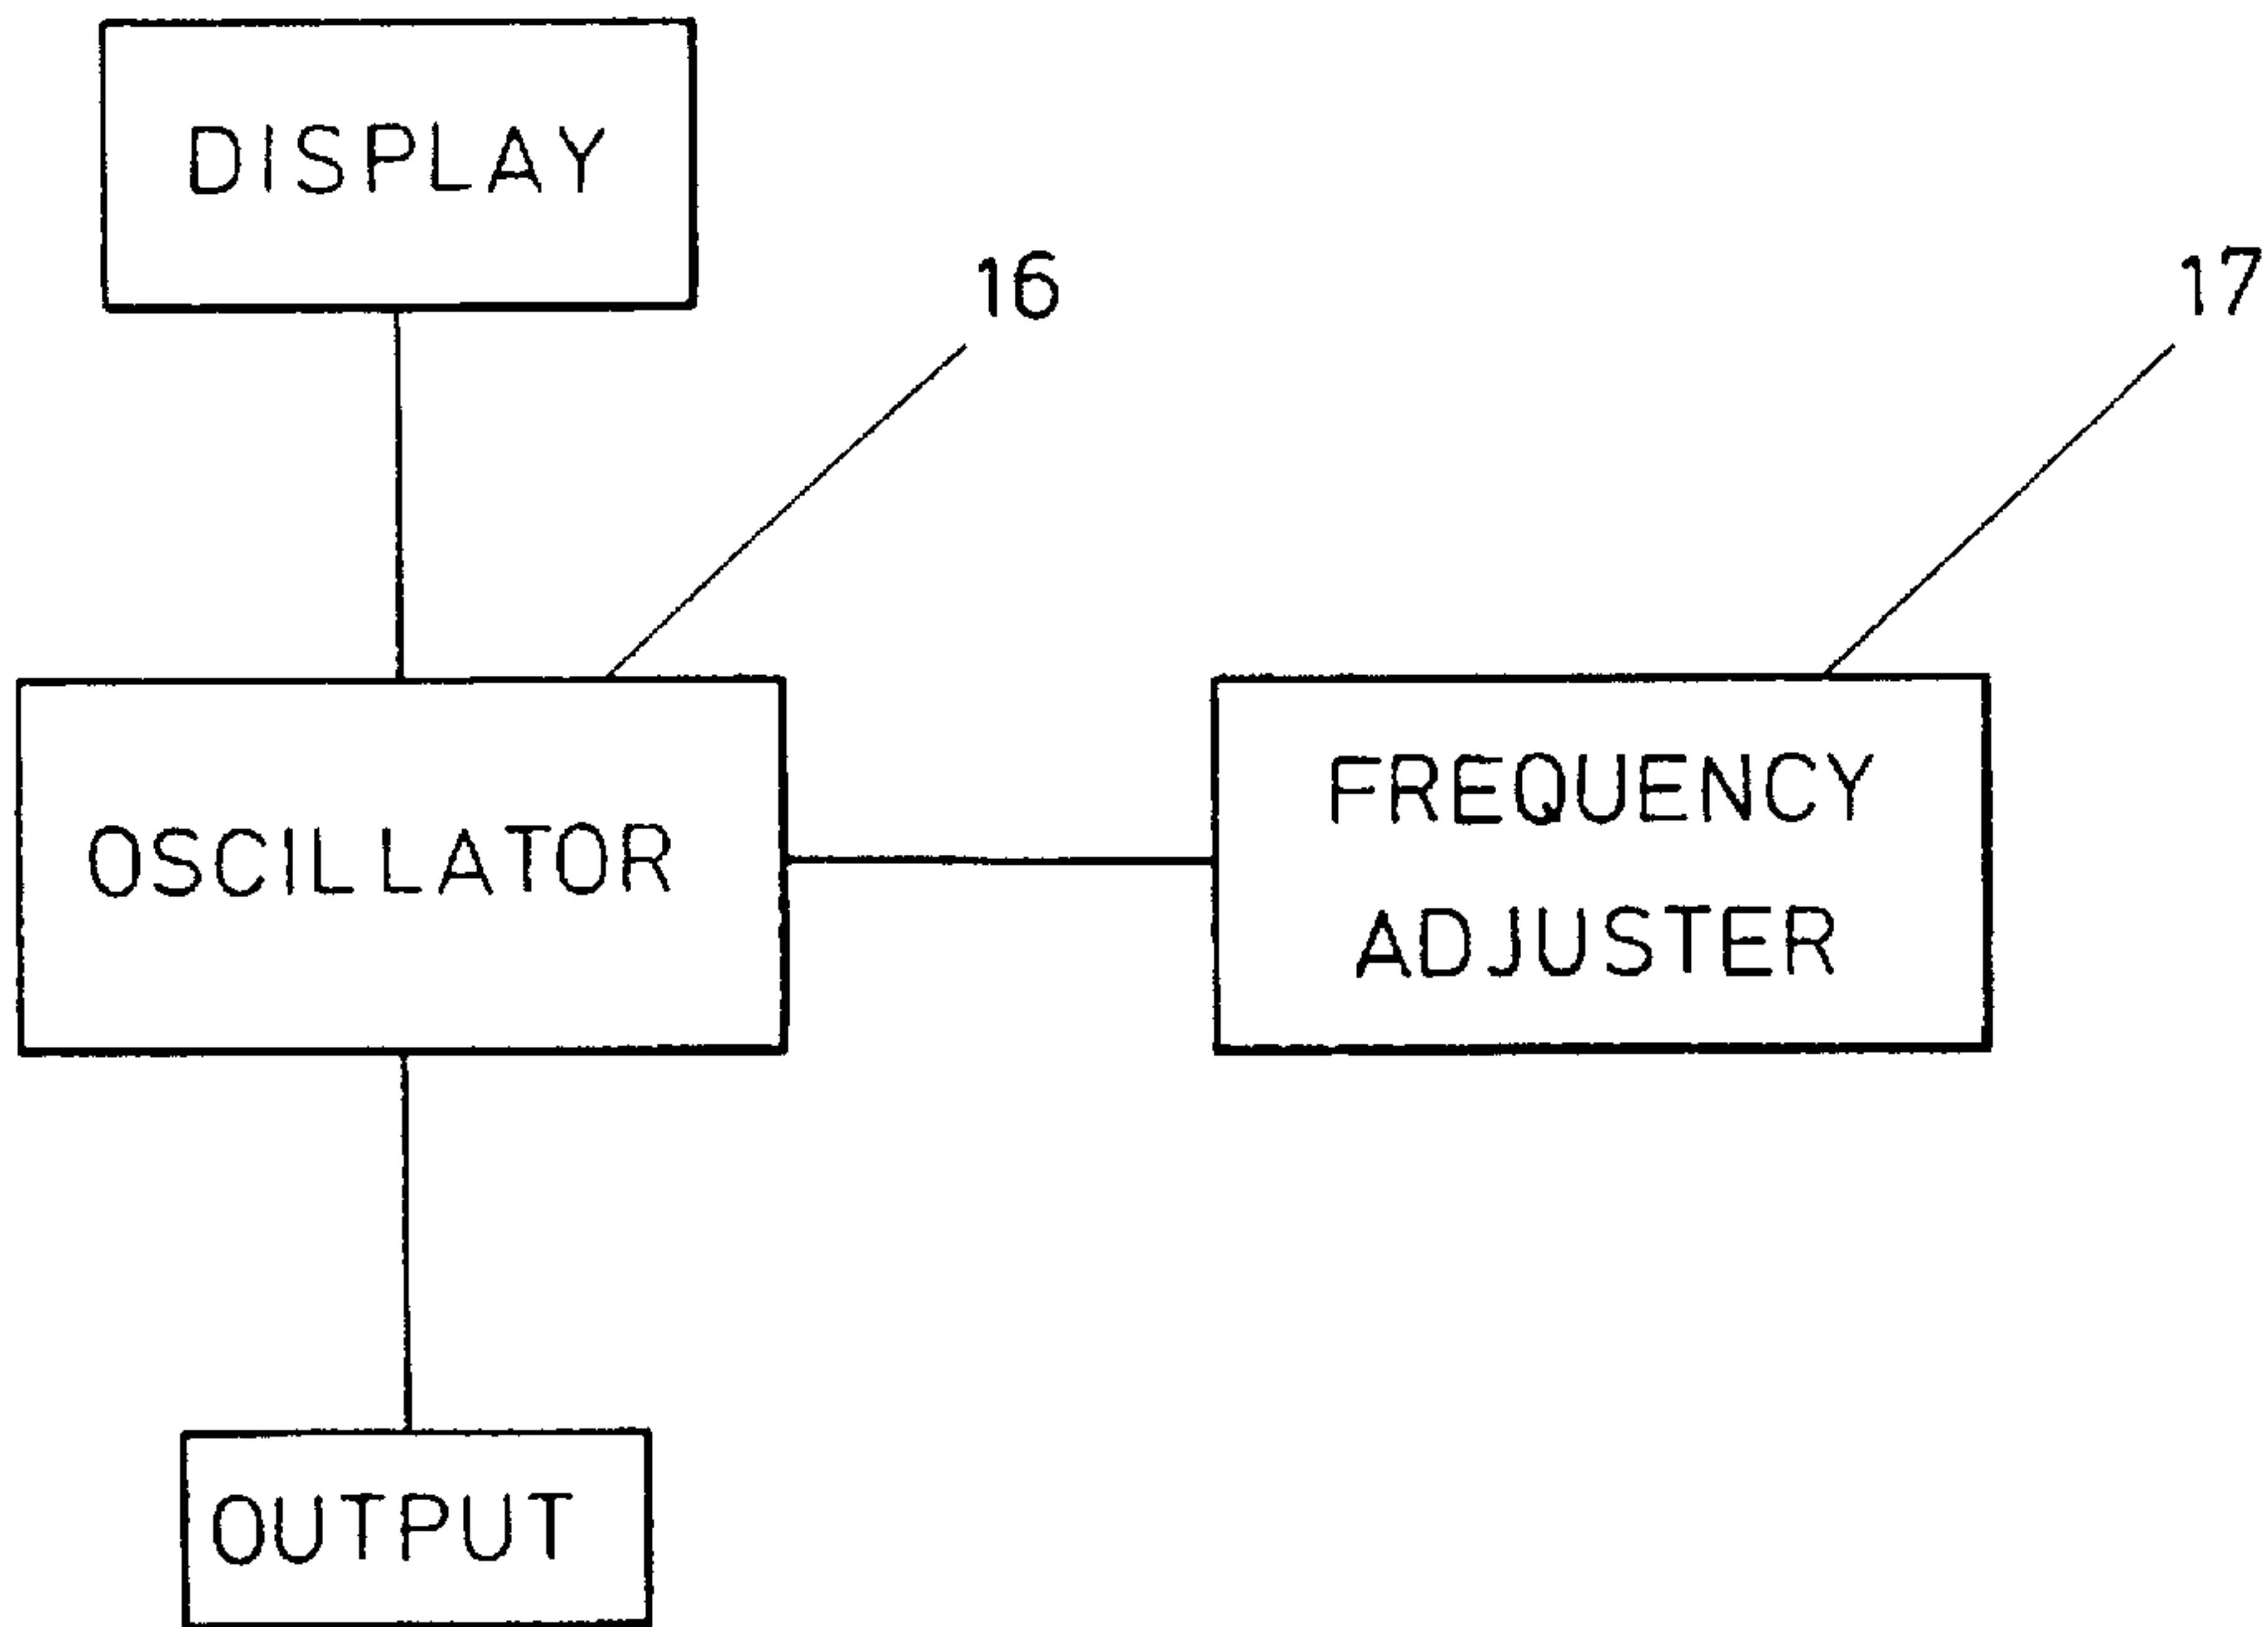 DISPLAY
16
17
OSCILLATOR
FREQUENCY
ADJUSTER
OUTPUT